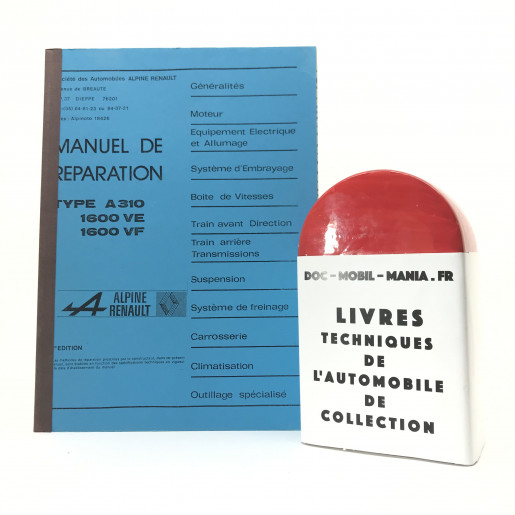 Société des Automobiles ALPINE RENAULT
MANUEL DE
REPARATION
TYPE A310
1600 VE
1600 VF
ALPINE
RENAULT
EDITION
Généralités
Moteur
Equipement Electrique
et Allumage
Système d'Embrayage
Boite de Vitesses
Train avant Direction
Train arrière
Transmissions
Suspension
Système de freinage
Carrosserie
Climatisation
Outillage spécialisé
DOC-MOBIL-MANIA.FR
LIVRES
TECHNIQUES
DE
L'AUTOMOBILE
DE
COLLECTION